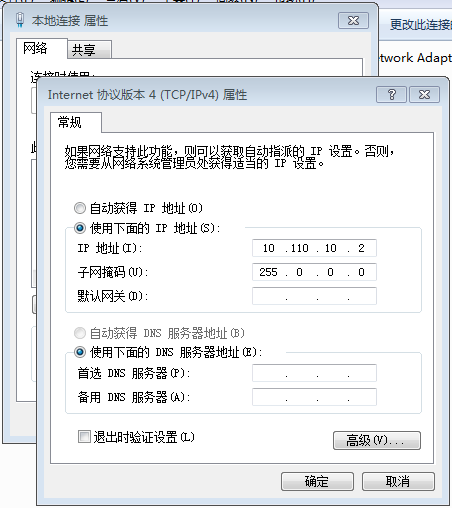 本地连接 属性
更改此连接的
网络
共享
连接时使用:
twork Adapt
Internet 协议版本 4 (TCP/IPv4) 属性
常规
如果网络支持此功能，则可以获取自动指派的 IP 设置。否则，
您需要从网络系统管理员处获得适当的 IP 设置。
自动获得 IP 地址(O)
使用下面的 IP 地址(S):
IP 地址(I):
10 .110 . 10 . 2
子网掩码(U):
255 . 0 . 0 . 0
默认网关(D):
. . .
自动获得 DNS 服务器地址(B)
使用下面的 DNS 服务器地址(E):
首选 DNS 服务器(P):
. . .
备用 DNS 服务器(A):
. . .
退出时验证设置(L)
高级(V)...
确定
取消